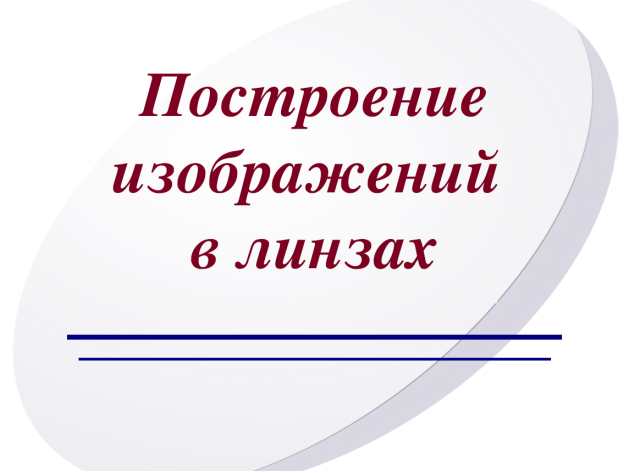 Построение
изображений
в линзах